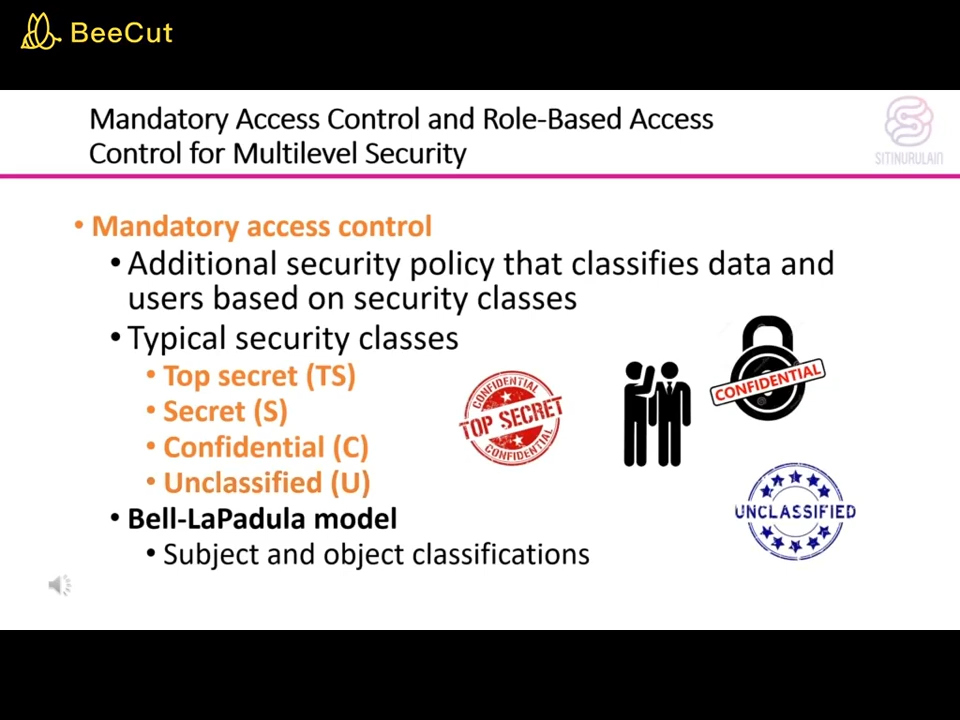 BeeCut
Mandatory Access Control and Role-Based Access
Control for Multilevel Security
SITINURULAIN
• Mandatory access control
• Additional security policy that classifies data and
users based on security classes
• Typical security classes
• Top secret (TS)
• Secret (S)
• Confidential (C)
• Unclassified (U)
CONFIDENTIAL
TOP SECRET
CONFIDENTIAL
CONFIDENTIAL
UNCLASSIFIED
• Bell-LaPadula model
• Subject and object classifications